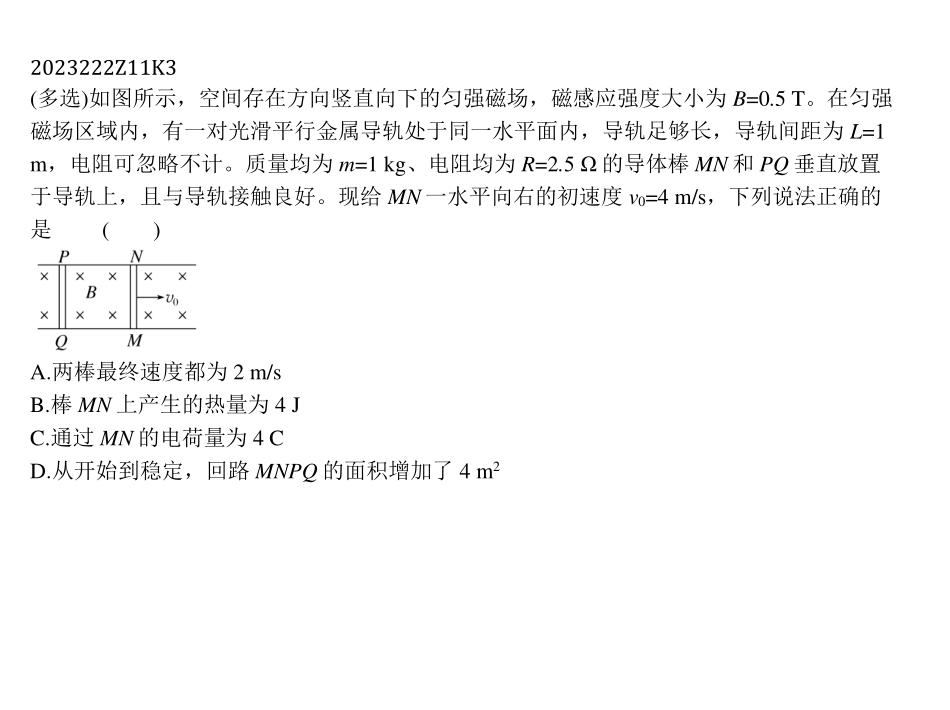 2023222Z11K3
(多选)如图所示，空间存在方向竖直向下的匀强磁场，磁感应强度大小为 B=0.5 T。在匀强
磁场区域内，有一对光滑平行金属导轨处于同一水平面内，导轨足够长，导轨间距为 L=1
m，电阻可忽略不计。质量均为 m=1 kg、电阻均为 R=2.5 Ω 的导体棒 MN 和 PQ 垂直放置
于导轨上，且与导轨接触良好。现给 MN 一水平向右的初速度 v₀=4 m/s，下列说法正确的
是 ( )
P N
× × × × ×
B v₀
× × × × ×
Q M
A.两棒最终速度都为 2 m/s
B.棒 MN 上产生的热量为 4 J
C.通过 MN 的电荷量为 4 C
D.从开始到稳定，回路 MNPQ 的面积增加了 4 m²